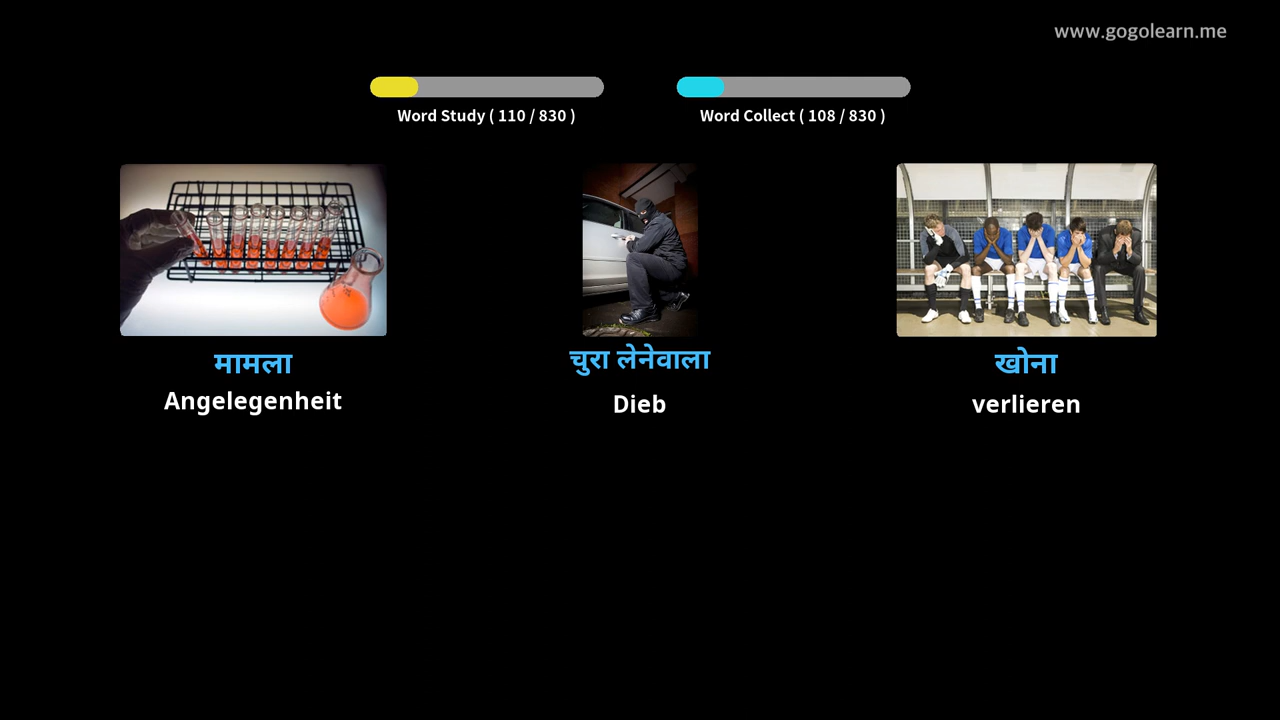 www.gogolearn.me
Word Study ( 110 / 830 )
Word Collect ( 108 / 830 )
मामला
चुरा लेनेवाला
खोना
Angelegenheit
Dieb
verlieren